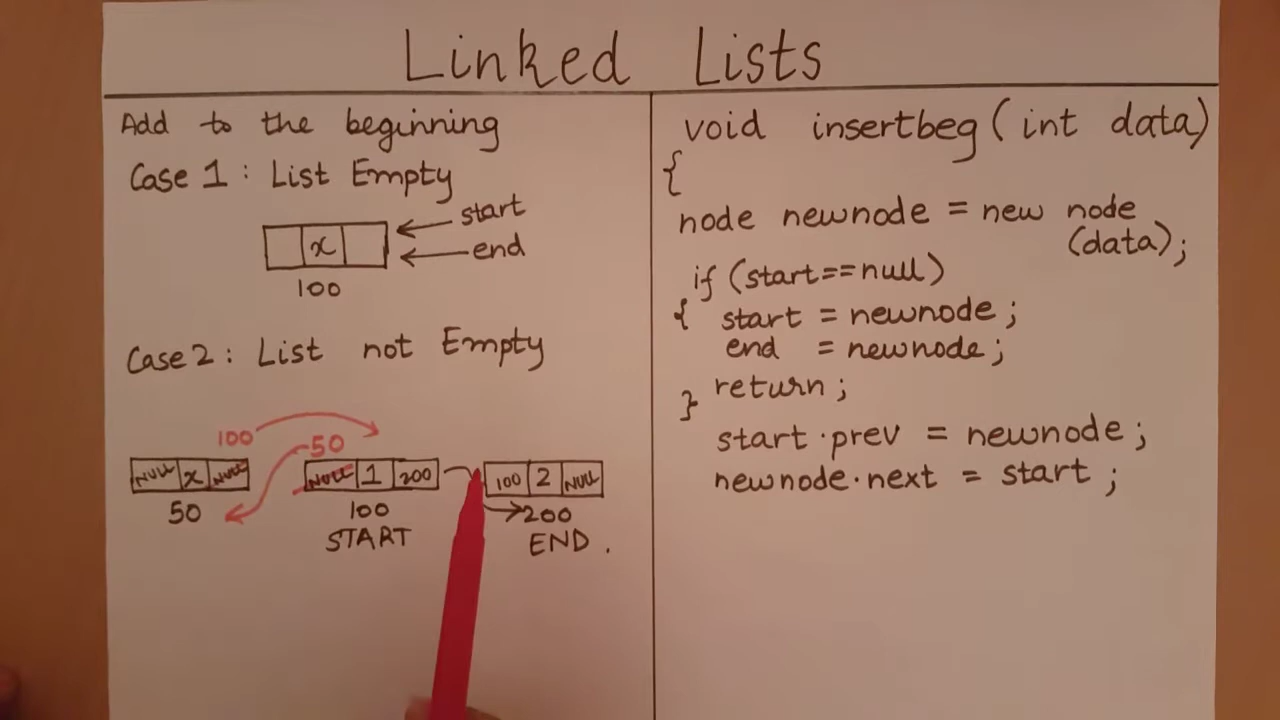 Linked Lists
Add to the beginning
Case 1 : List Empty
x
start
end
100
Case 2 : List not Empty
100
50
NULL x NULL
NULL 1 200
100 2 NULL
50
100
200
START
END .
void insertbeg ( int data)
{
node newnode = new node
(data);
if (start==null)
{ start = newnode ;
end = newnode ;
return ;
}
start.prev = newnode ;
newnode.next = start ;